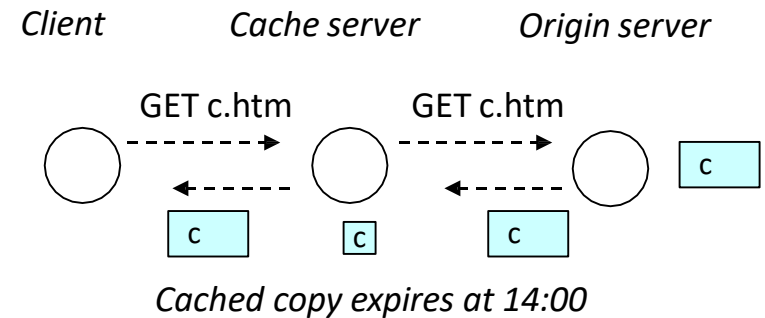 Client Cache server Origin server
GET c.htm GET c.htm
c
c c c
Cached copy expires at 14:00